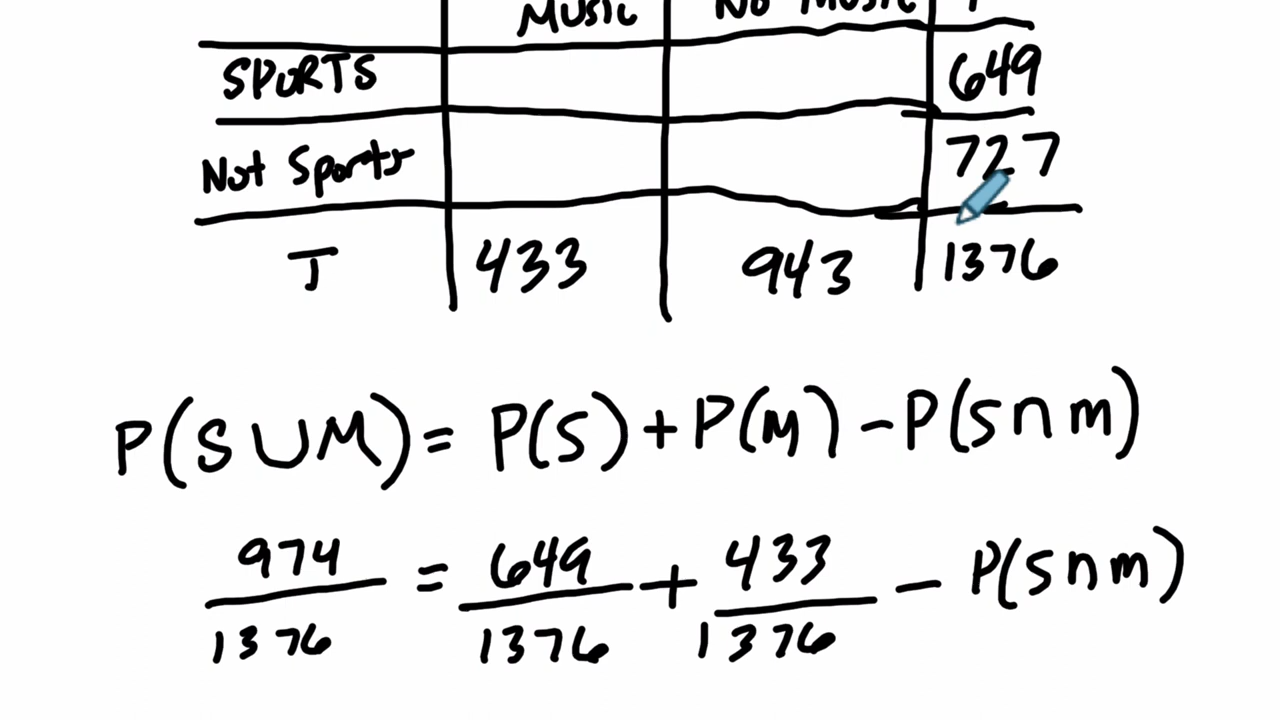 Music No Music
SPORTS 649
Not Sports 727
T 433 943 1376
P(S∪M) = P(S) + P(M) - P(S∩M)
974/1376 = 649/1376 + 433/1376 - P(S∩M)